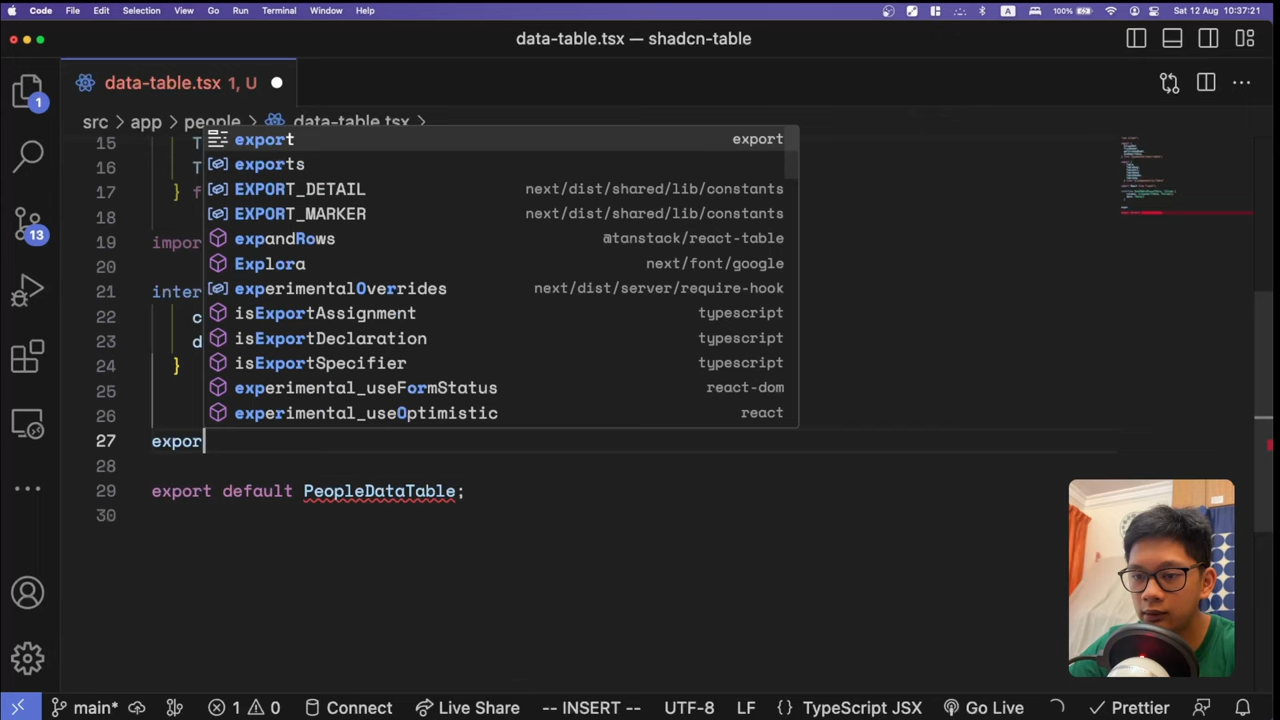 Code File Edit Selection View Go Run Terminal Window Help A 100% Sat 12 Aug 10:37:21
data-table.tsx — shadcn-table
data-table.tsx 1, U
src > app > people > data-table.tsx >
1
13
15 T
16 T
17 } f
18
19 impor
20
21 inter
22 c
23 d
24 }
25
26
27 expor
28
29 export default PeopleDataTable;
30
export export
exports
EXPORT_DETAIL next/dist/shared/lib/constants
EXPORT_MARKER next/dist/shared/lib/constants
expandRows @tanstack/react-table
Explora next/font/google
experimentalOverrides next/dist/server/require-hook
isExportAssignment typescript
isExportDeclaration typescript
isExportSpecifier typescript
experimental_useFormStatus react-dom
experimental_useOptimistic react
main* 1 0 Connect Live Share -- INSERT -- UTF-8 LF {} TypeScript JSX Go Live Prettier